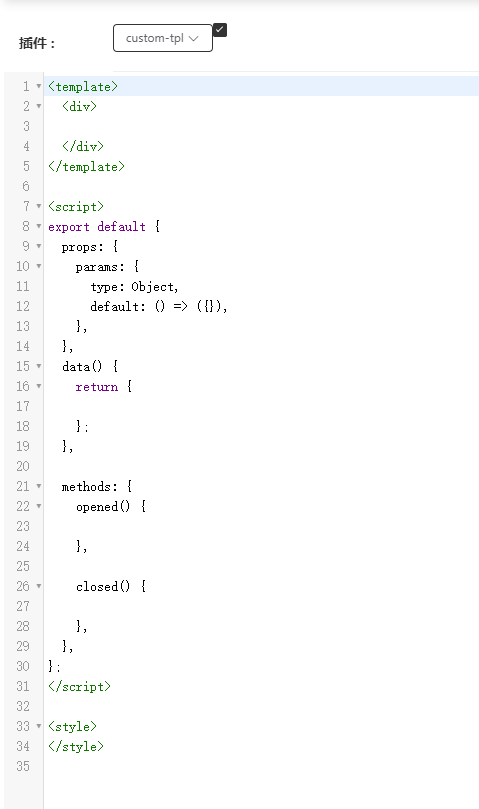 插件：
custom-tpl
1 <template>
2   <div>
3
4   </div>
5 </template>
6
7 <script>
8 export default {
9   props: {
10     params: {
11       type: Object,
12       default: () => ({}),
13     },
14   },
15   data() {
16     return {
17
18     };
19   },
20
21   methods: {
22     opened() {
23
24     },
25
26     closed() {
27
28     },
29   },
30 };
31 </script>
32
33 <style>
34 </style>
35